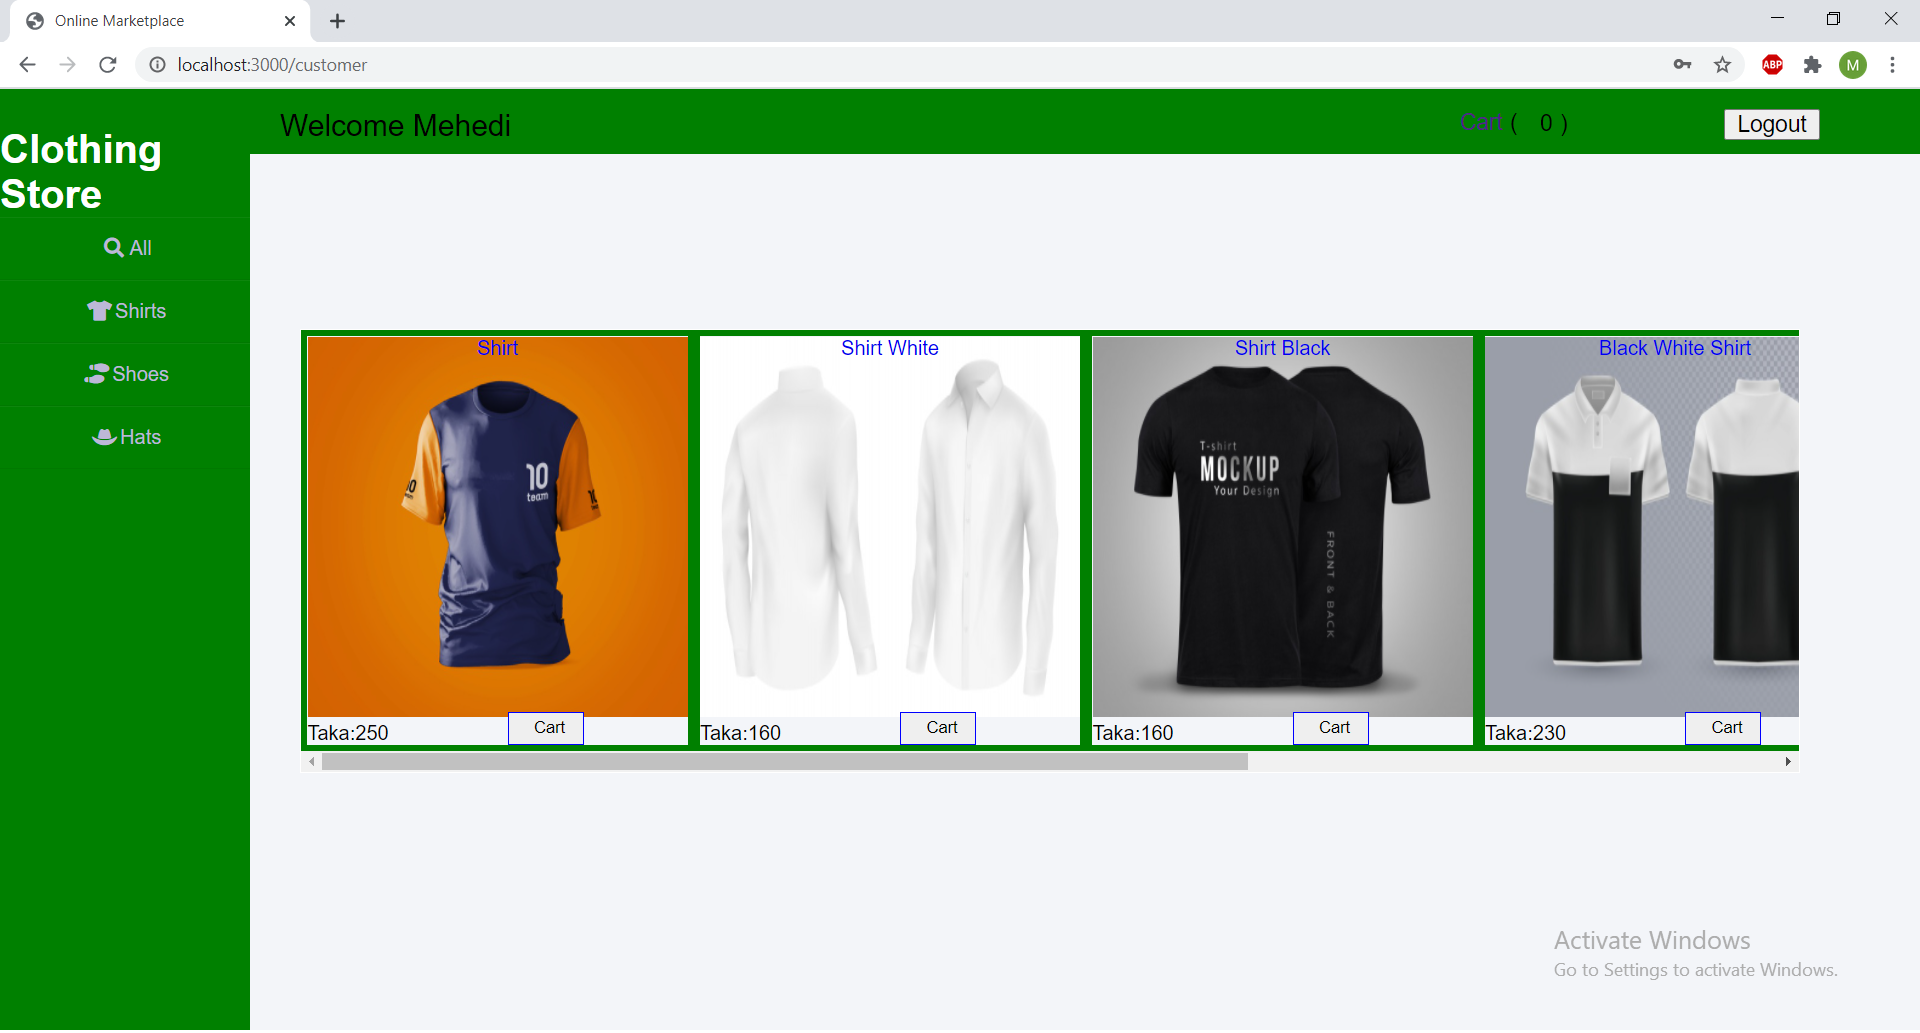 Online Marketplace
localhost:3000/customer
ABP
M
Welcome Mehedi
Cart ( 0 )
Logout
Clothing
Store
All
Shirts
Shoes
Hats
Shirt
10
team
10
10
Taka:250
Cart
Shirt White
Taka:160
Cart
Shirt Black
T-shirt
MOCKUP
Your Design
FRONT & BACK
Taka:160
Cart
Black White Shirt
Taka:230
Cart
Activate Windows
Go to Settings to activate Windows.